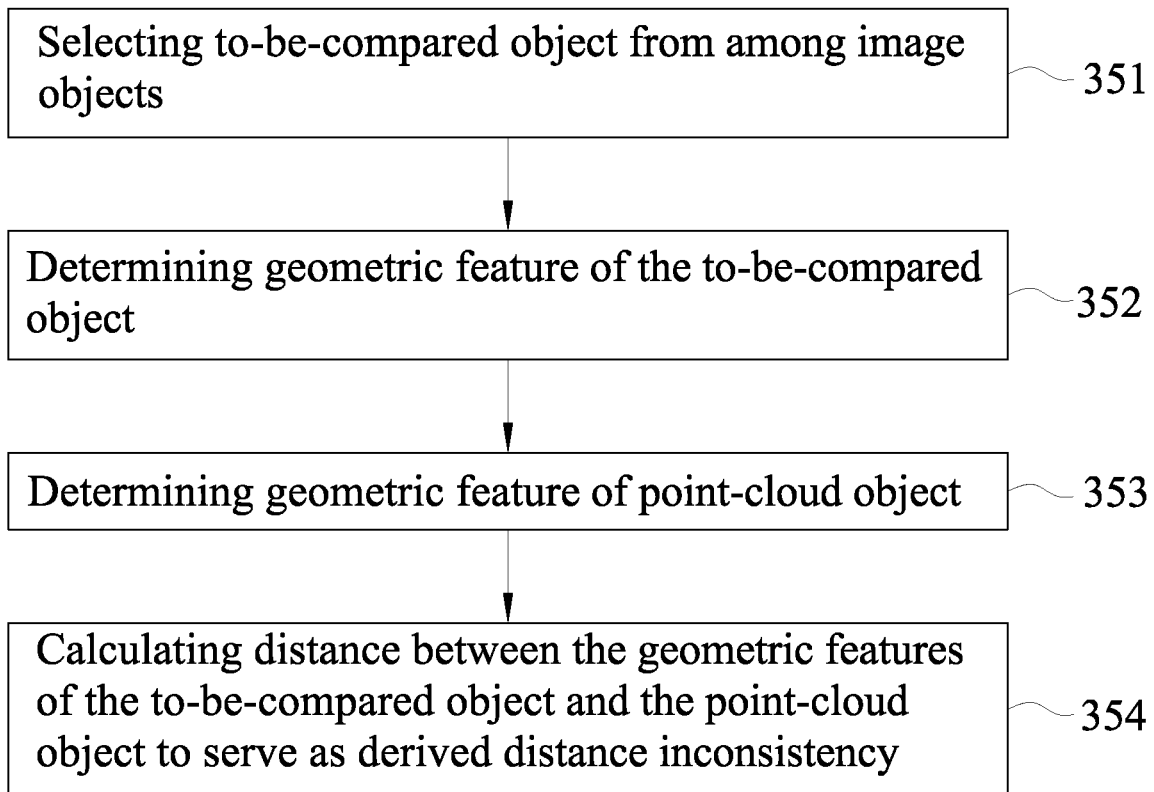 Selecting to-be-compared object from among image
objects
351
Determining geometric feature of the to-be-compared
object
352
Determining geometric feature of point-cloud object
353
Calculating distance between the geometric features
of the to-be-compared object and the point-cloud
object to serve as derived distance inconsistency
354